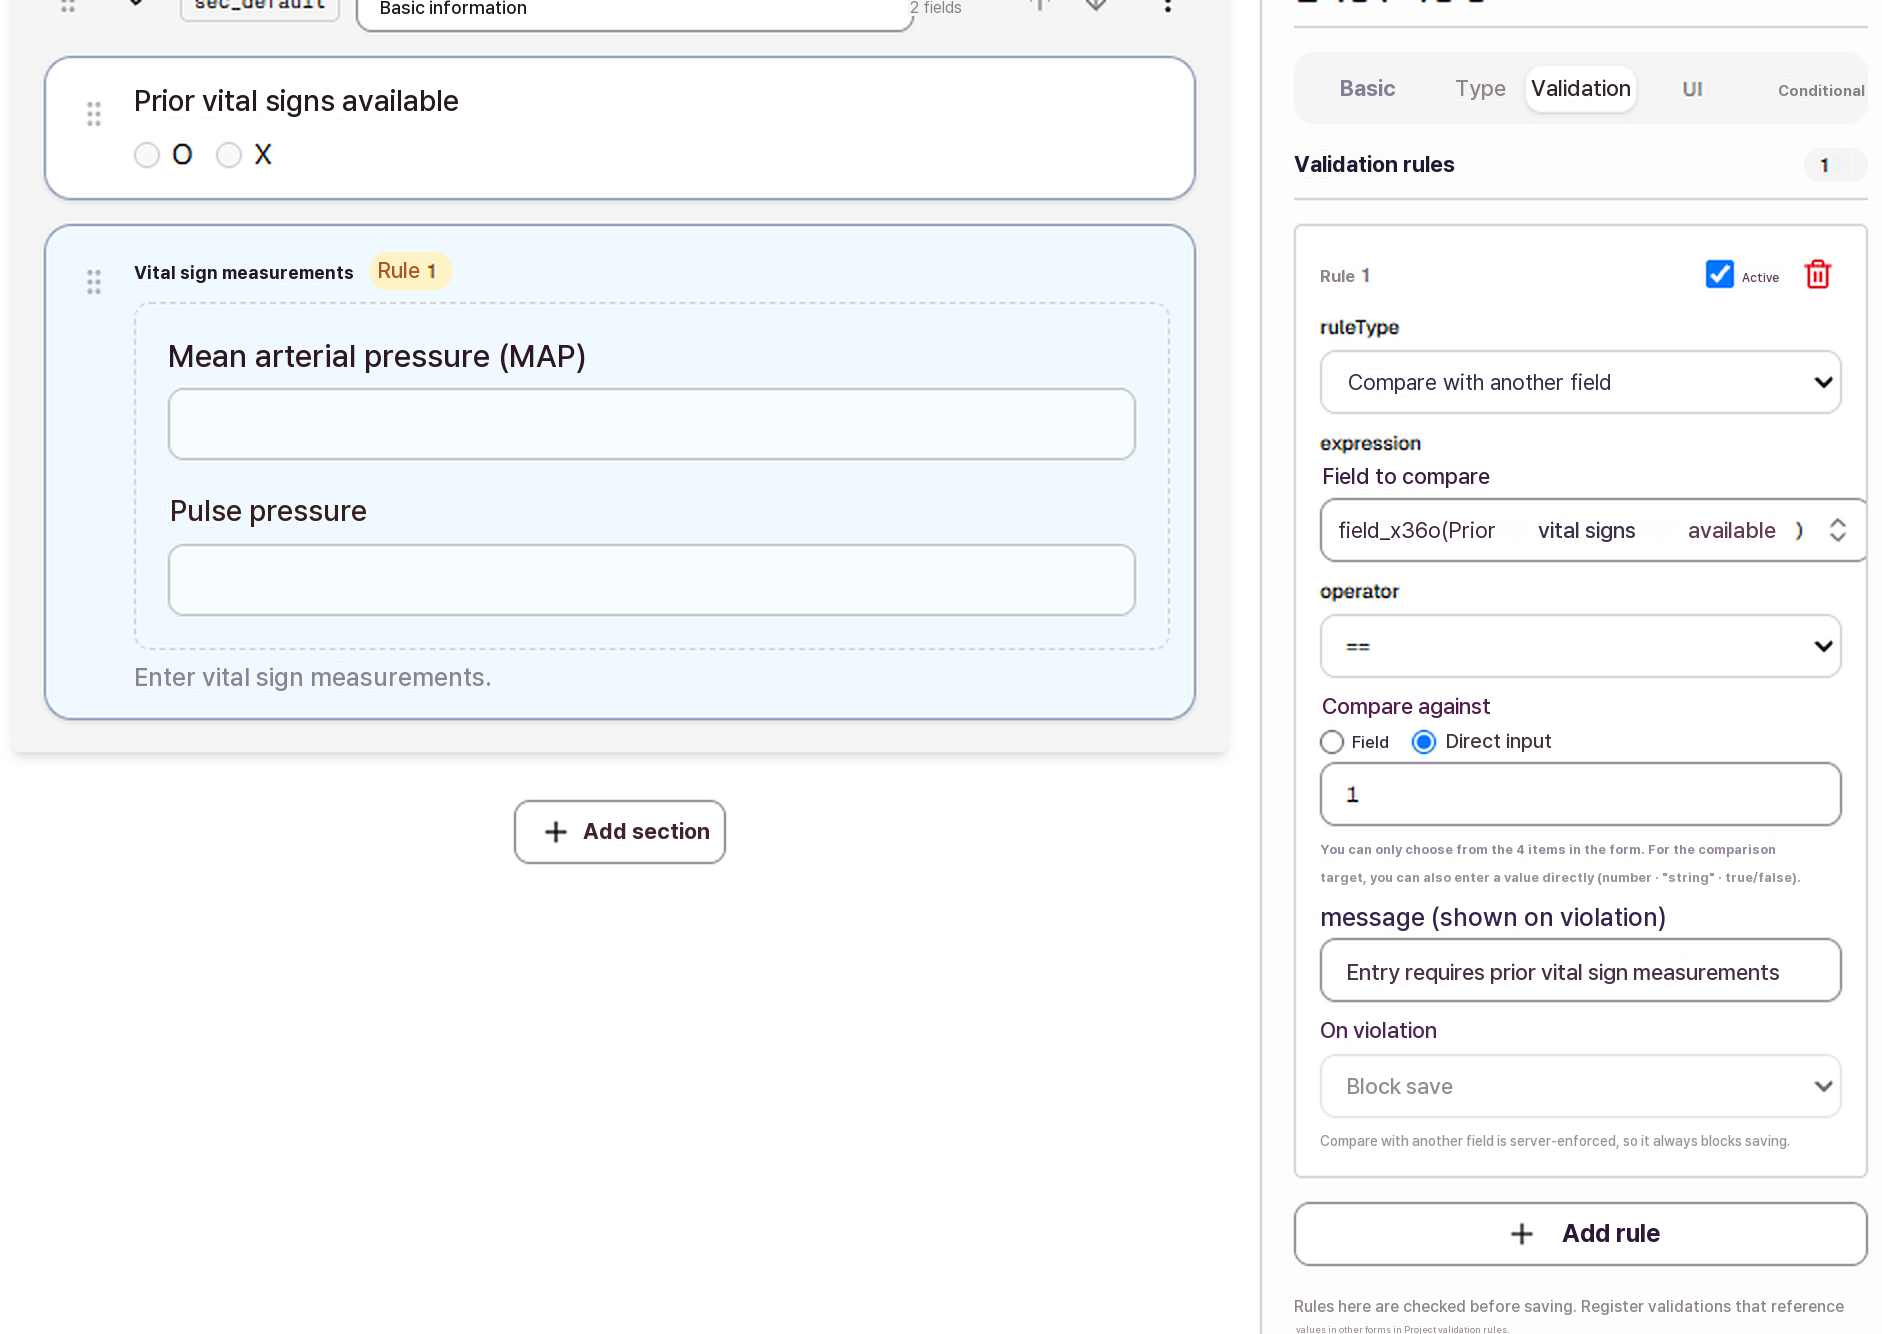 sec_default
Basic information
2 fields
Prior vital signs available
O X
Vital sign measurements Rule 1
Mean arterial pressure (MAP)
Pulse pressure
Enter vital sign measurements.
Add section
Basic Type Validation UI Conditional
Validation rules 1
Rule 1 Active
ruleType
Compare with another field
expression
Field to compare
field_x36o(Prior vital signs available )
operator
==
Compare against
Field Direct input
1
You can only choose from the 4 items in the form. For the comparison
target, you can also enter a value directly (number · "string" · true/false).
message (shown on violation)
Entry requires prior vital sign measurements
On violation
Block save
Compare with another field is server-enforced, so it always blocks saving.
Add rule
Rules here are checked before saving. Register validations that reference
values in other forms in Project validation rules.